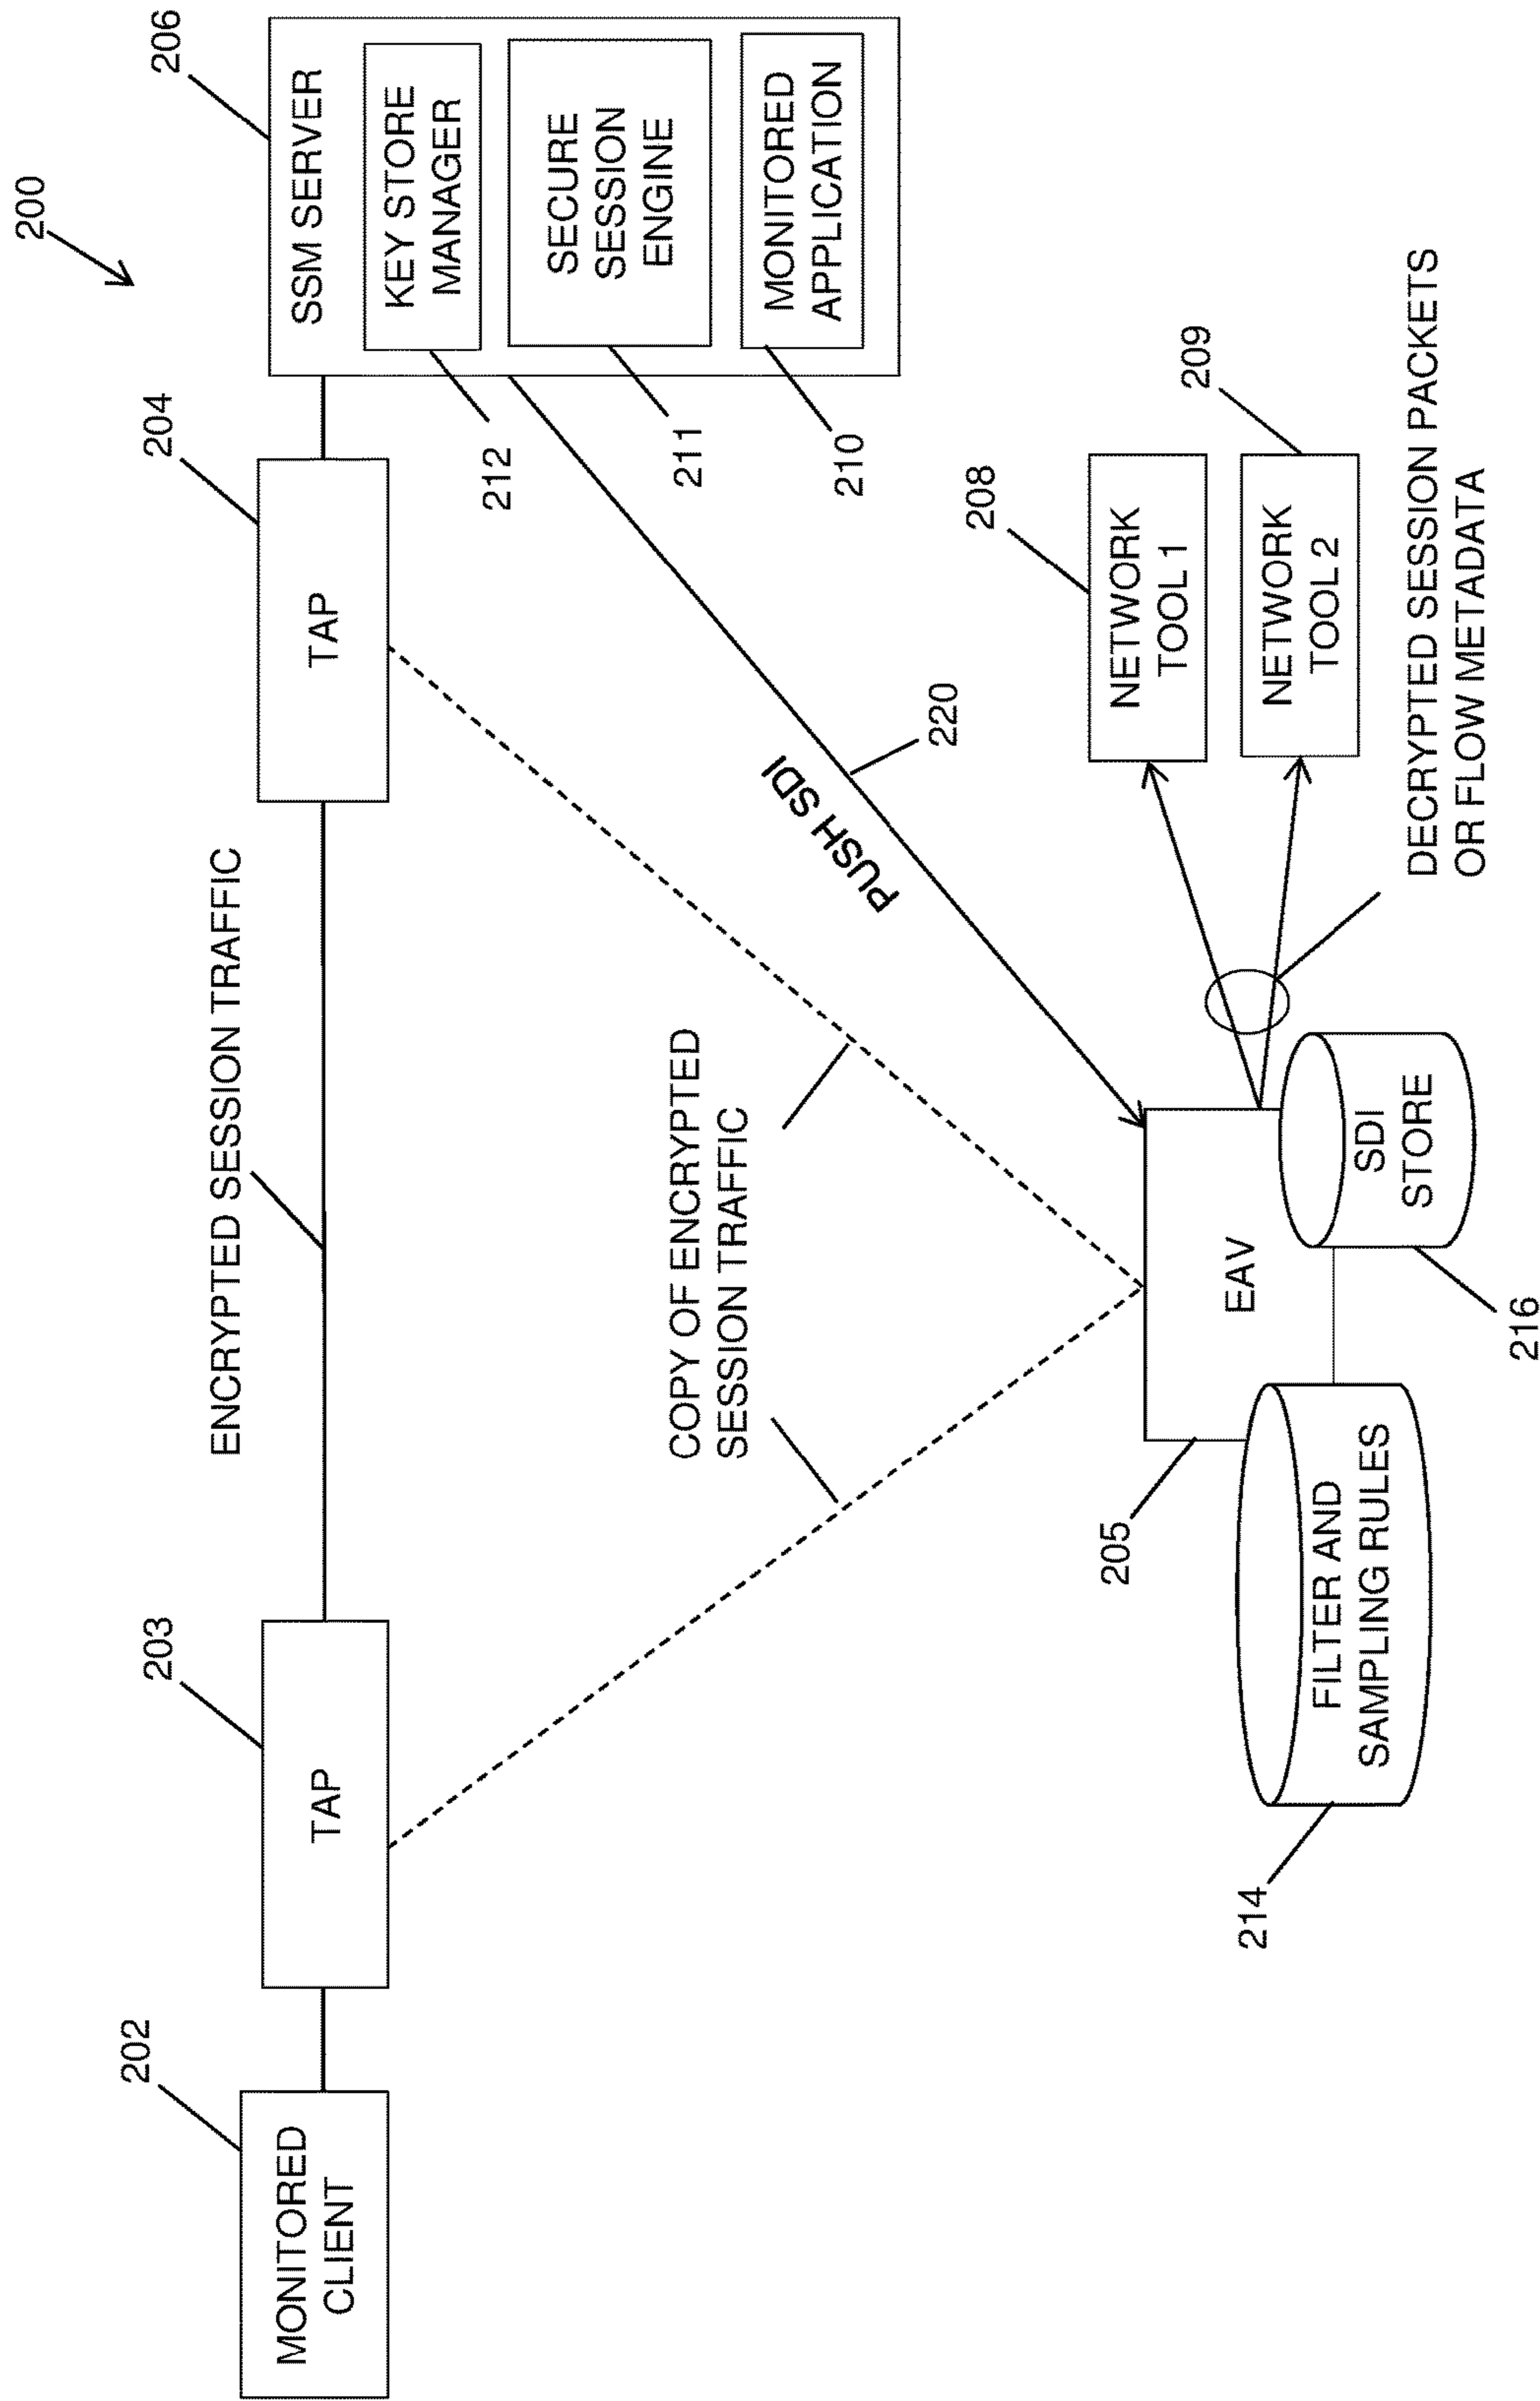 200
206
SSM SERVER
KEY STORE
MANAGER
SECURE
SESSION
ENGINE
MONITORED
APPLICATION
212
211
210
204
TAP
ENCRYPTED SESSION TRAFFIC
203
TAP
202
MONITORED
CLIENT
COPY OF ENCRYPTED
SESSION TRAFFIC
PUSH SDI
220
208
NETWORK
TOOL 1
209
NETWORK
TOOL 2
DECRYPTED SESSION PACKETS
OR FLOW METADATA
EAV
205
SDI
STORE
216
FILTER AND
SAMPLING RULES
214